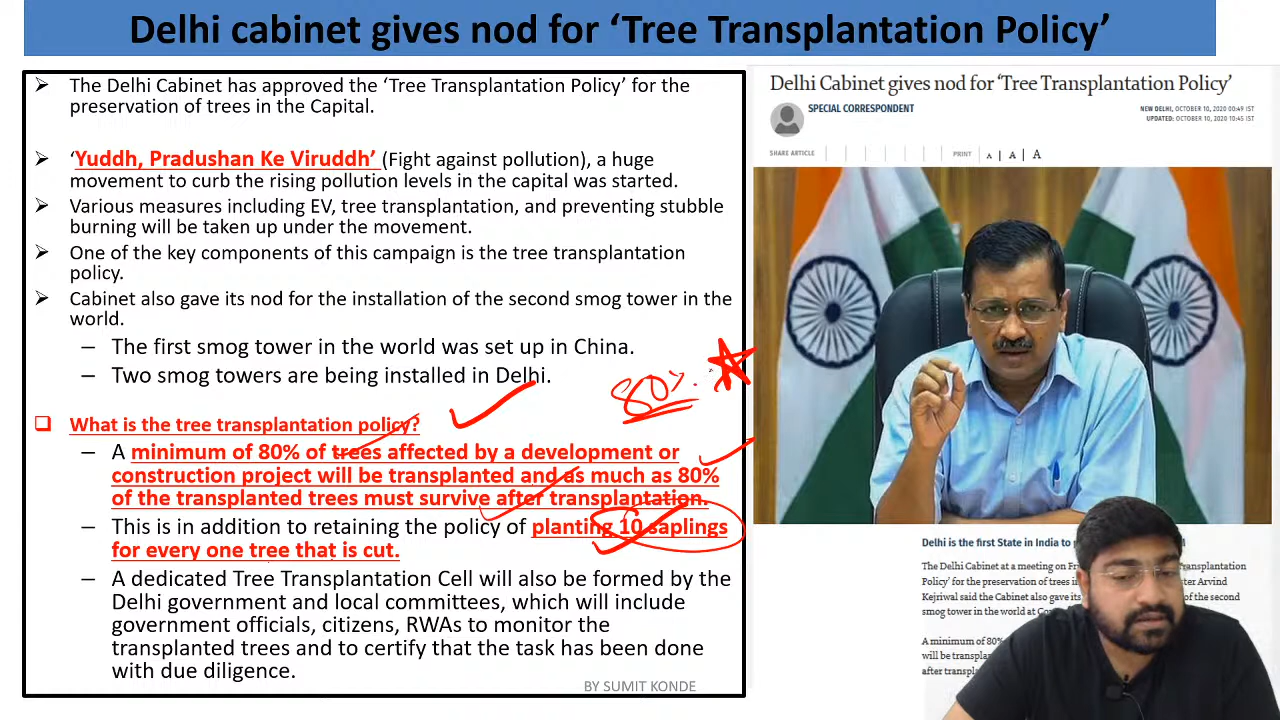 Delhi cabinet gives nod for ‘Tree Transplantation Policy’
➢ The Delhi Cabinet has approved the ‘Tree Transplantation Policy’ for the
preservation of trees in the Capital.
➢ ‘Yuddh, Pradushan Ke Viruddh’ (Fight against pollution), a huge
movement to curb the rising pollution levels in the capital was started.
➢ Various measures including EV, tree transplantation, and preventing stubble
burning will be taken up under the movement.
➢ One of the key components of this campaign is the tree transplantation
policy.
➢ Cabinet also gave its nod for the installation of the second smog tower in the
world.
– The first smog tower in the world was set up in China.
– Two smog towers are being installed in Delhi.
80%.
❑ What is the tree transplantation policy?
– A minimum of 80% of trees affected by a development or
construction project will be transplanted and as much as 80%
of the transplanted trees must survive after transplantation.
– This is in addition to retaining the policy of planting 10 saplings
for every one tree that is cut.
– A dedicated Tree Transplantation Cell will also be formed by the
Delhi government and local committees, which will include
government officials, citizens, RWAs to monitor the
transplanted trees and to certify that the task has been done
with due diligence.
BY SUMIT KONDE
Delhi Cabinet gives nod for ‘Tree Transplantation Policy’
SPECIAL CORRESPONDENT
NEW DELHI, OCTOBER 10, 2020 00:49 IST
UPDATED: OCTOBER 10, 2020 10:45 IST
SHARE ARTICLE
PRINT
A A A
Delhi is the first State in India to
The Delhi Cabinet at a meeting on Transplantation
Policy’ for the preservation of trees in Arvind
Kejriwal said the Cabinet also gave its of the second
smog tower in the world at
A minimum of 80%
will be
after